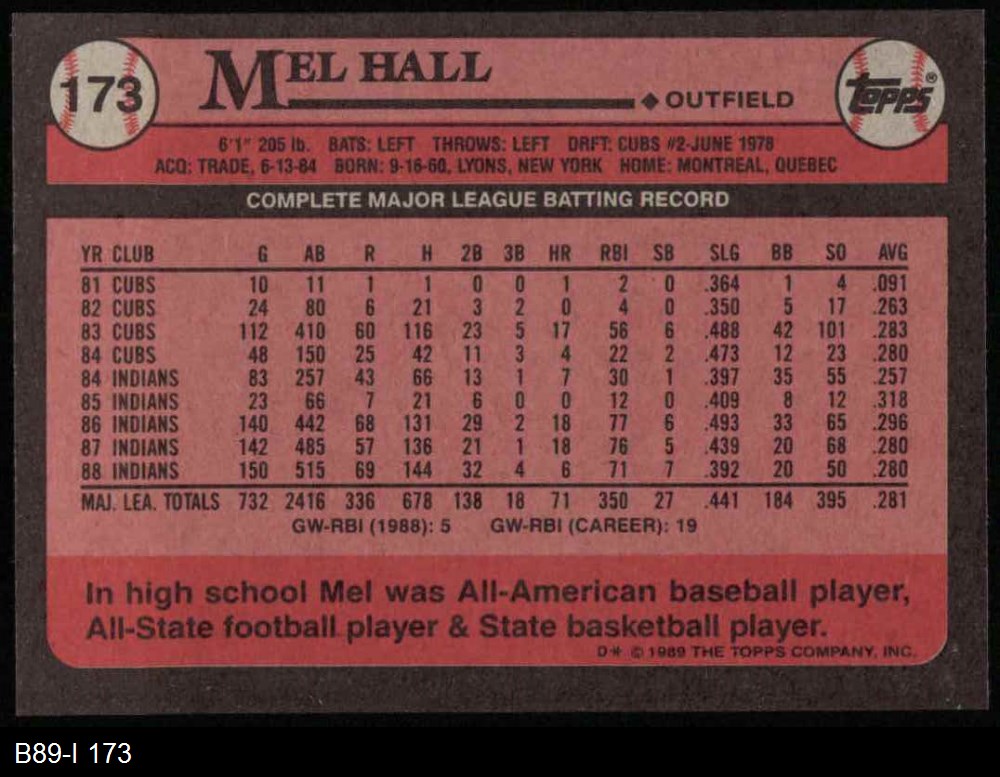 173
MEL HALL
◆ OUTFIELD
TOPPS®
6'1" 205 lb. BATS: LEFT THROWS: LEFT DRFT: CUBS #2-JUNE 1978
ACQ: TRADE, 6-13-84 BORN: 9-16-60, LYONS, NEW YORK HOME: MONTREAL, QUEBEC
COMPLETE MAJOR LEAGUE BATTING RECORD
YR CLUB G AB R H 2B 3B HR RBI SB SLG BB SO AVG
81 CUBS 10 11 1 1 0 0 1 2 0 .364 1 4 .091
82 CUBS 24 80 6 21 3 2 0 4 0 .350 5 17 .263
83 CUBS 112 410 60 116 23 5 17 56 6 .488 42 101 .283
84 CUBS 48 150 25 42 11 3 4 22 2 .473 12 23 .280
84 INDIANS 83 257 43 66 13 1 7 30 1 .397 35 55 .257
85 INDIANS 23 66 7 21 6 0 0 12 0 .409 8 12 .318
86 INDIANS 140 442 68 131 29 2 18 77 6 .493 33 65 .296
87 INDIANS 142 485 57 136 21 1 18 76 5 .439 20 68 .280
88 INDIANS 150 515 69 144 32 4 6 71 7 .392 20 50 .280
MAJ. LEA. TOTALS 732 2416 336 678 138 18 71 350 27 .441 184 395 .281
GW-RBI (1988): 5 GW-RBI (CAREER): 19
In high school Mel was All-American baseball player,
All-State football player & State basketball player.
D* © 1989 THE TOPPS COMPANY, INC.
B89-I 173